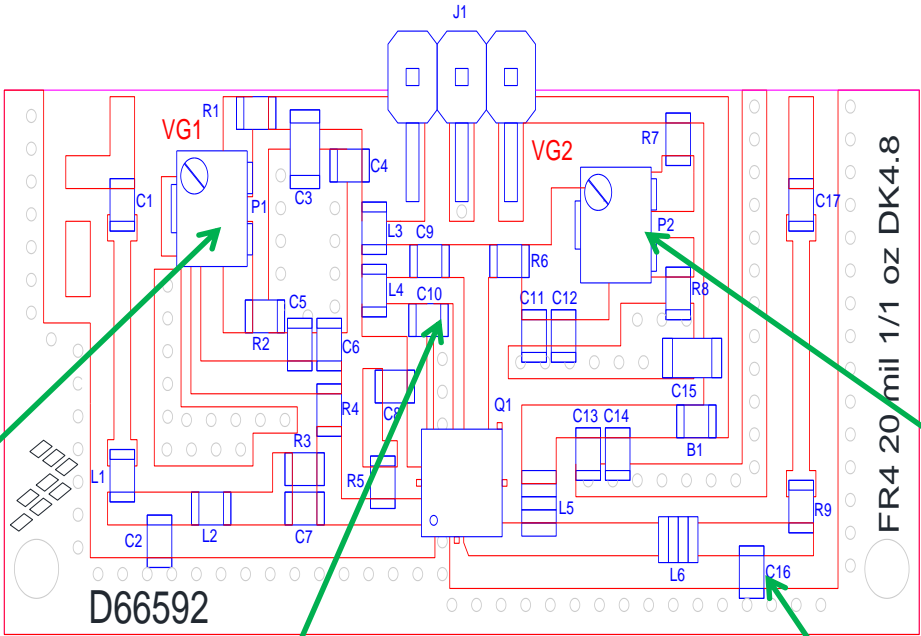 J1
R1
VG1
C3
C4
VG2
R7
C1
P1
L3
C9
R6
P2
C17
L4
C10
C11
C12
R8
R2
C5
C6
C15
R4
C8
Q1
C13
C14
B1
L1
R3
R5
L5
R9
C2
L2
C7
L6
C16
D66592
FR4 20 mil 1/1 oz DK4.8